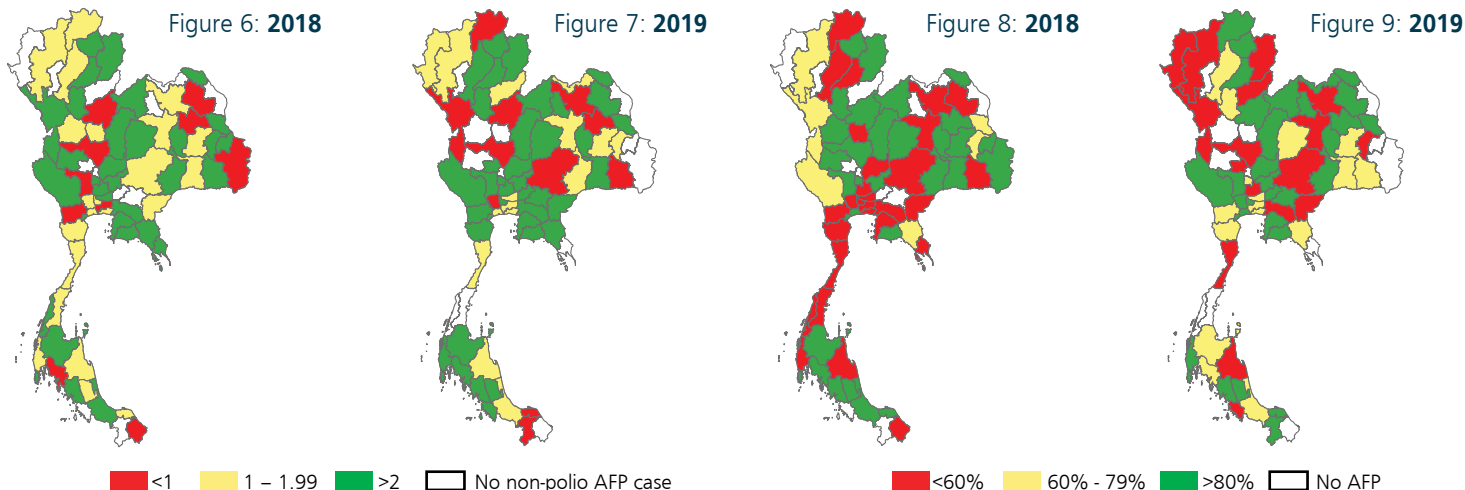 Figure 6: 2018
Figure 7: 2019
Figure 8: 2018
Figure 9: 2019
<1
1 – 1.99
>2
No non-polio AFP case
<60%
60% - 79%
>80%
No AFP